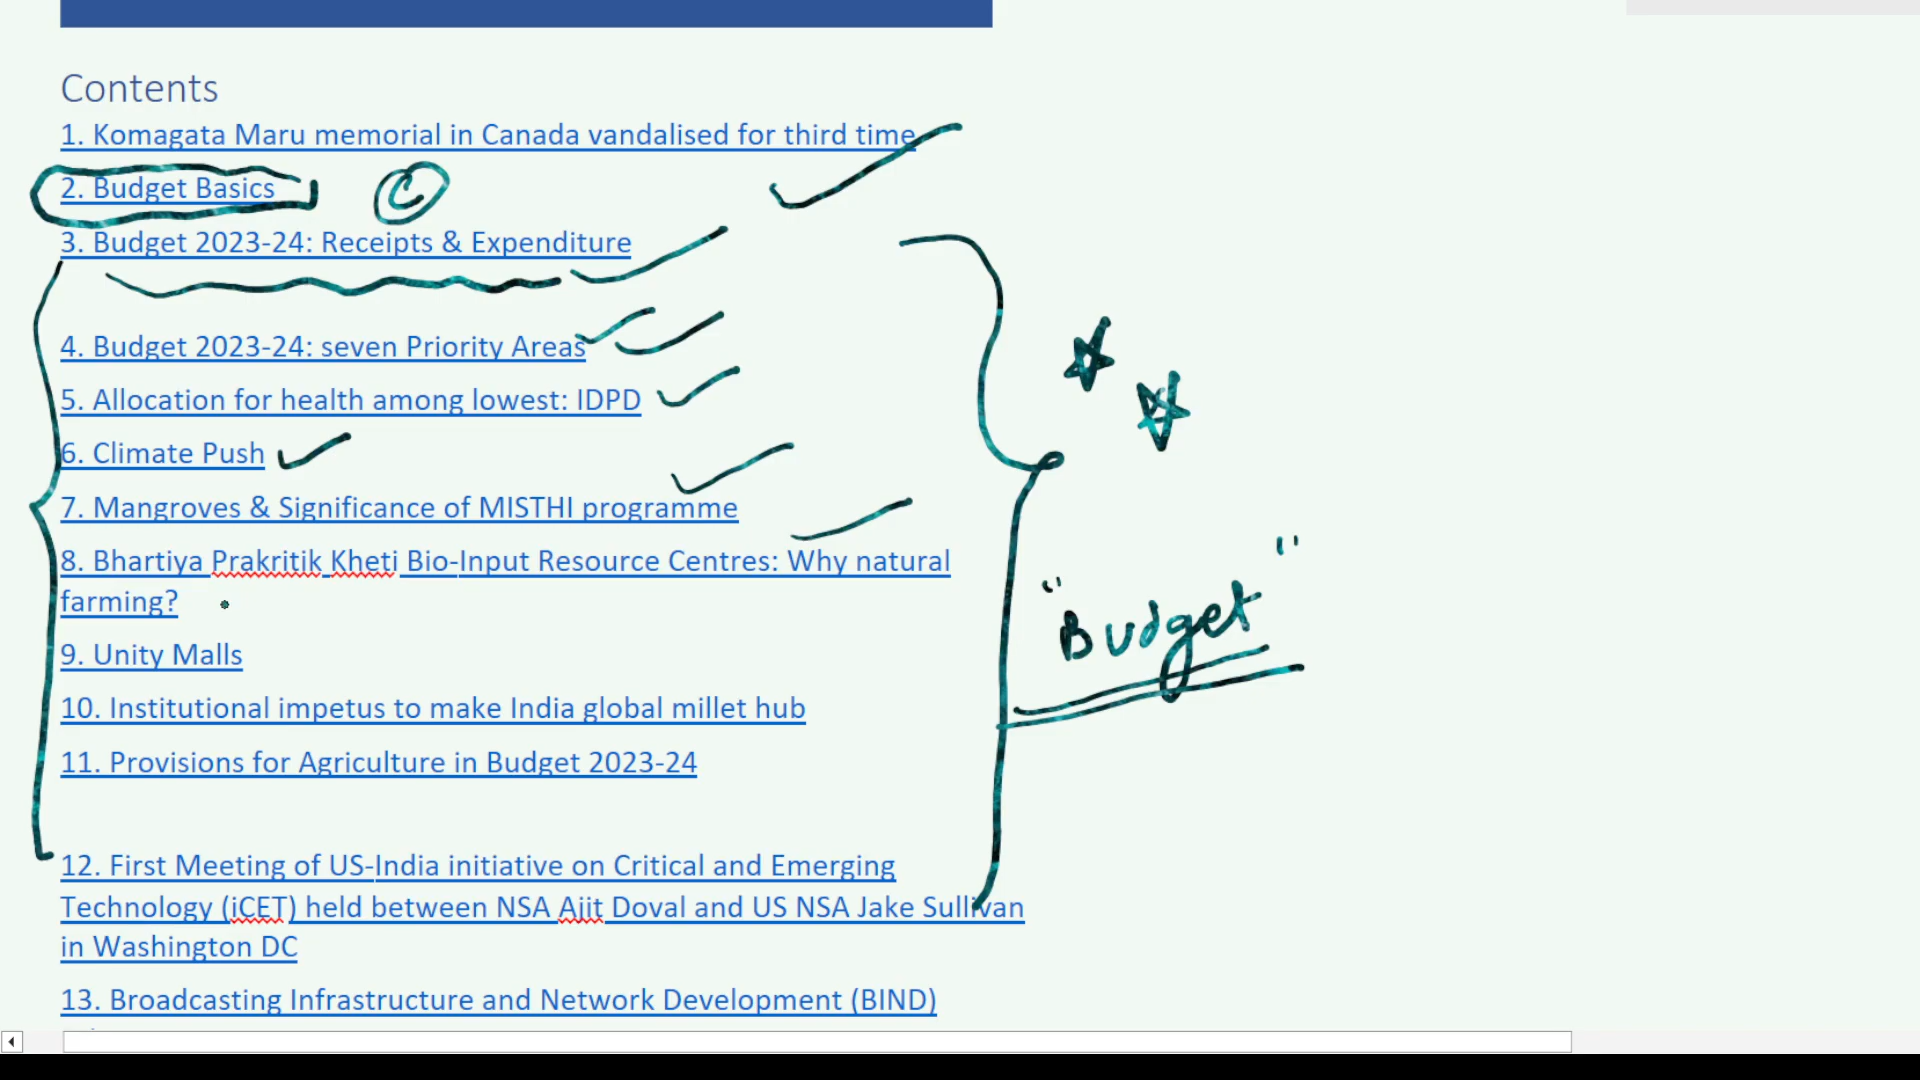 Contents
1. Komagata Maru memorial in Canada vandalised for third time
2. Budget Basics
C
3. Budget 2023-24: Receipts & Expenditure
4. Budget 2023-24: seven Priority Areas
5. Allocation for health among lowest: IDPD
6. Climate Push
7. Mangroves & Significance of MISTHI programme
8. Bhartiya Prakritik Kheti Bio-Input Resource Centres: Why natural
farming?
"Budget"
9. Unity Malls
10. Institutional impetus to make India global millet hub
11. Provisions for Agriculture in Budget 2023-24
12. First Meeting of US-India initiative on Critical and Emerging
Technology (iCET) held between NSA Ajit Doval and US NSA Jake Sullivan
in Washington DC
13. Broadcasting Infrastructure and Network Development (BIND)